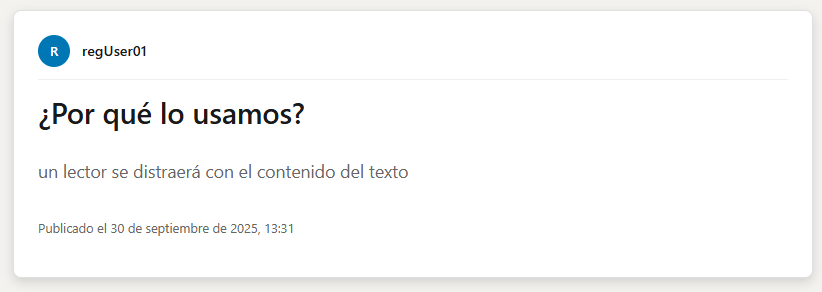 R
regUser01
¿Por qué lo usamos?
un lector se distraerá con el contenido del texto
Publicado el 30 de septiembre de 2025, 13:31